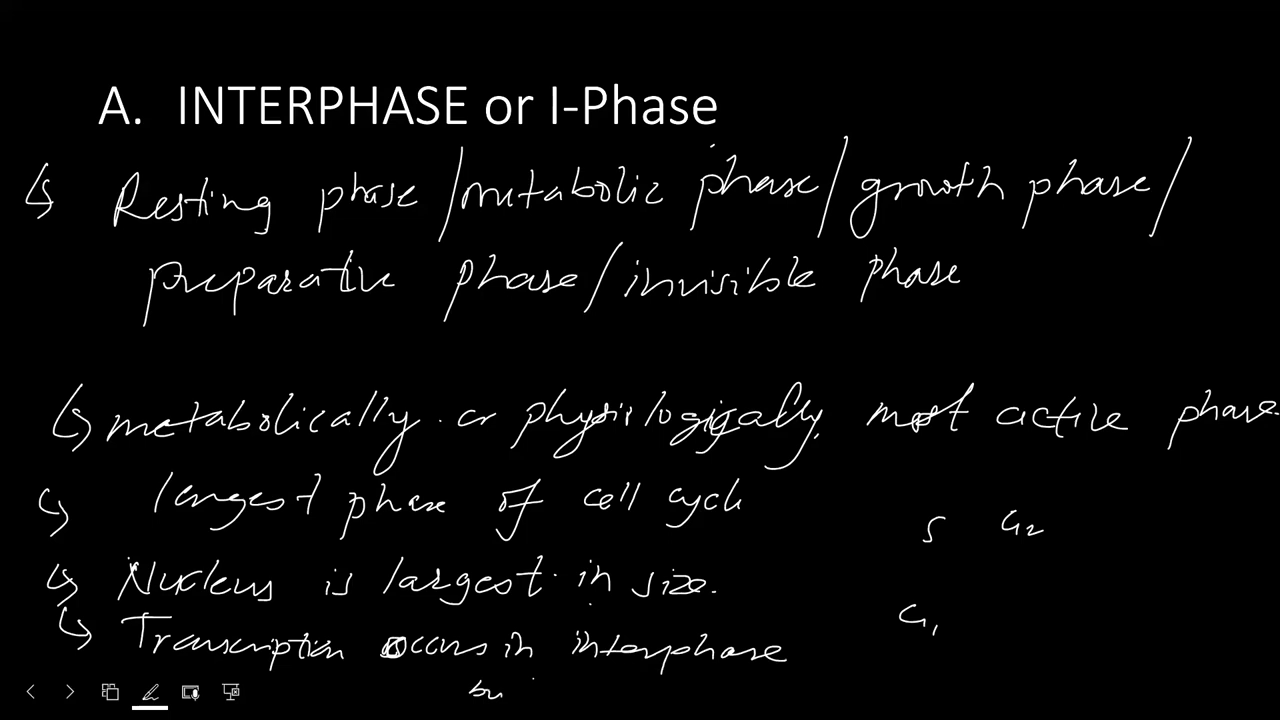 A. INTERPHASE or I-Phase
↳ Resting phase/metabolic phase/growth phase/
preparative phase/invisible phase
↳ metabolically or physiologically most active phase
↳ longest phase of cell cycle
S G2
↳ Nucleus is largest in size.
G1
↳ Transcription occurs in interphase